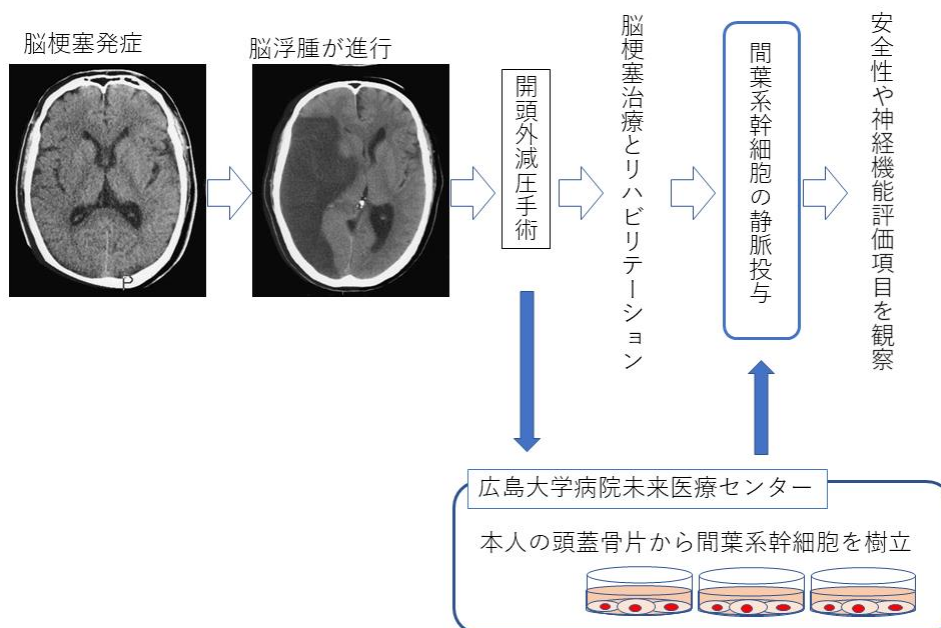 脳梗塞発症
脳浮腫が進行
開頭外減圧手術
脳梗塞治療とリハビリテーション
間葉系幹細胞の静脈投与
安全性や神経機能評価項目を観察
P
広島大学病院未来医療センター
本人の頭蓋骨片から間葉系幹細胞を樹立